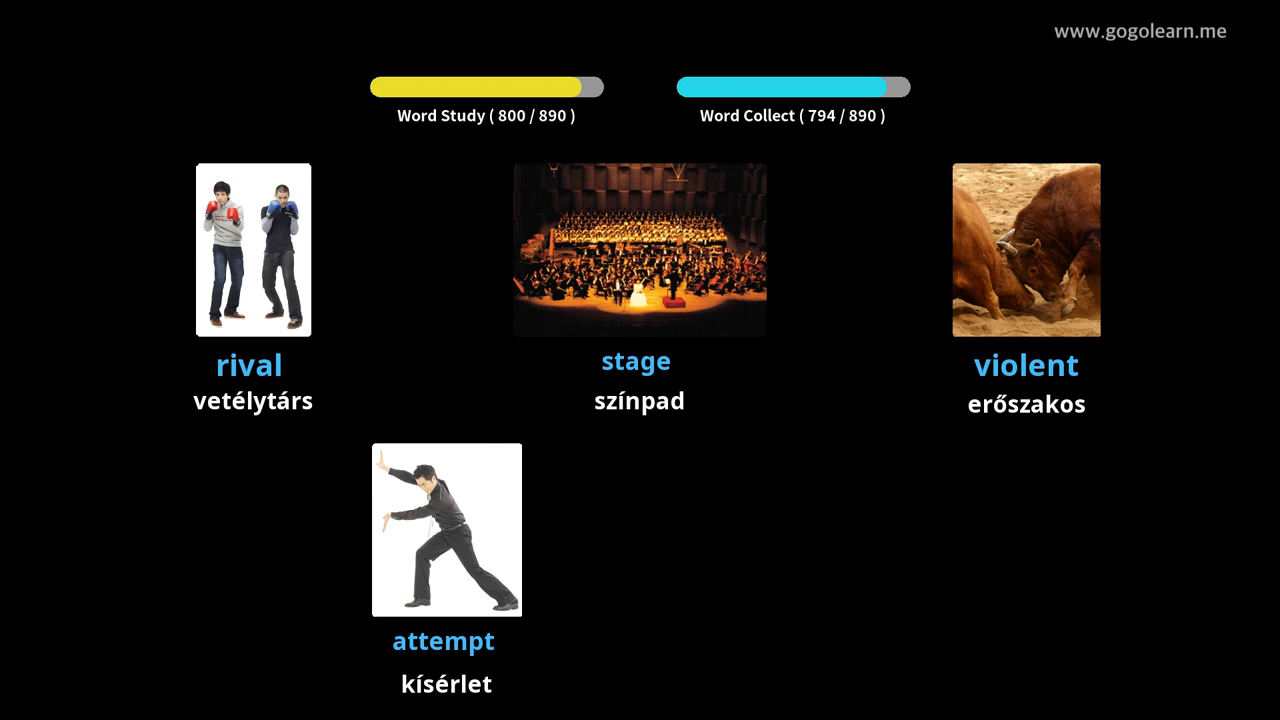 www.gogolearn.me
Word Study ( 800 / 890 )
Word Collect ( 794 / 890 )
rival
vetélytárs
stage
színpad
violent
erőszakos
attempt
kísérlet